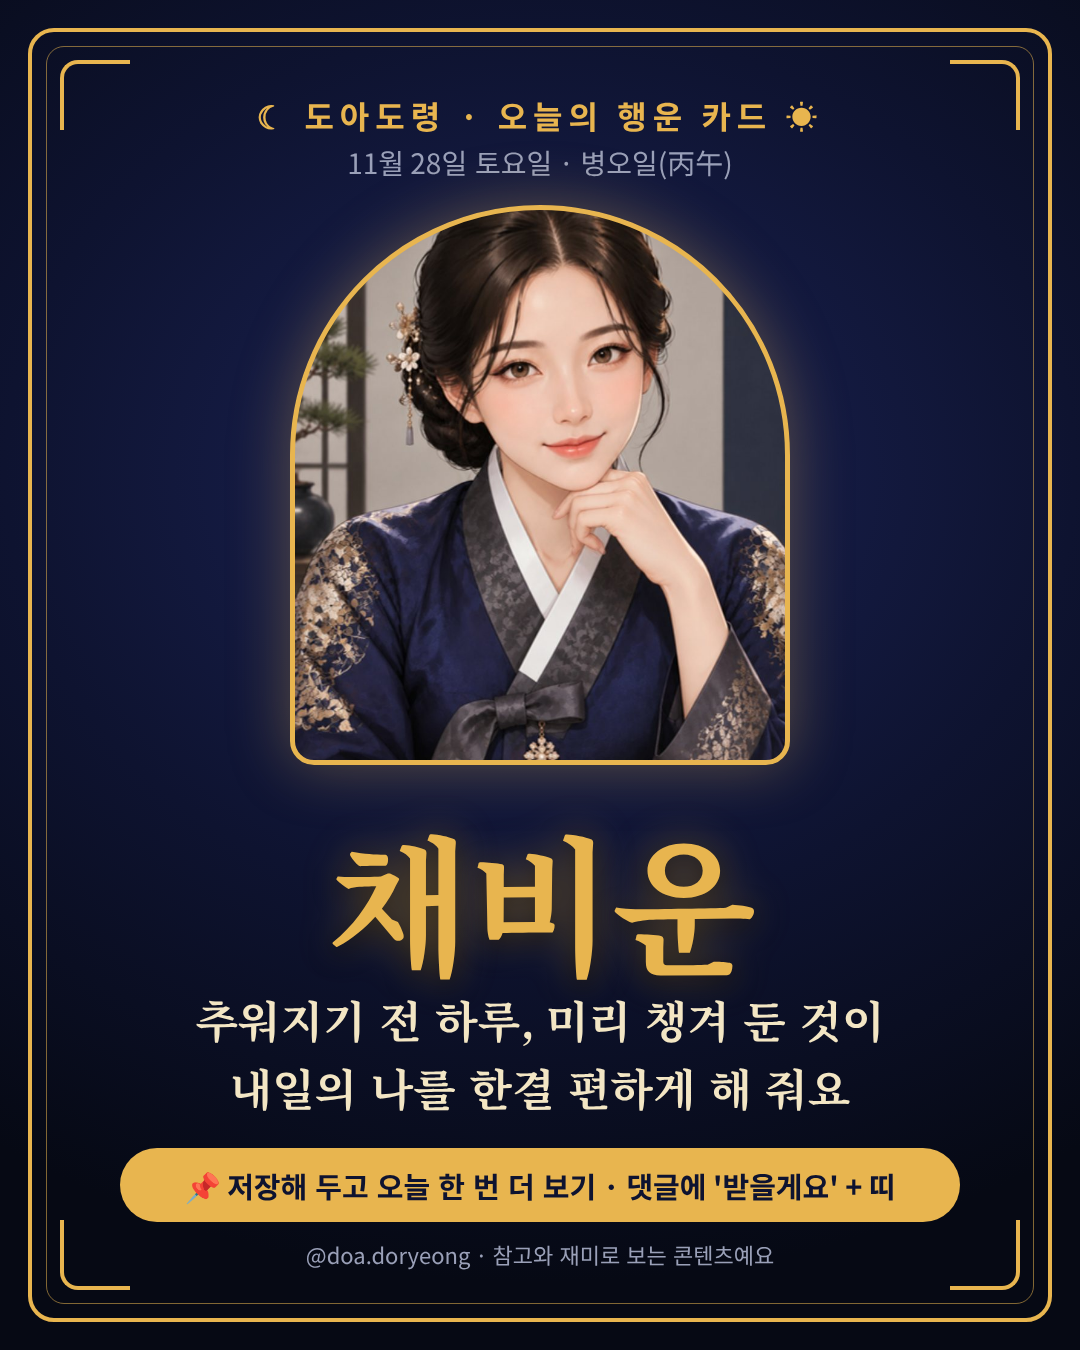 ☾ 도아도령 · 오늘의 행운 카드 ☀
11월 28일 토요일 · 병오일(丙午)
채비운
추워지기 전 하루, 미리 챙겨 둔 것이
내일의 나를 한결 편하게 해 줘요
📌 저장해 두고 오늘 한 번 더 보기 · 댓글에 '받을게요' + 띠
@doa.doryeong · 참고와 재미로 보는 콘텐츠예요